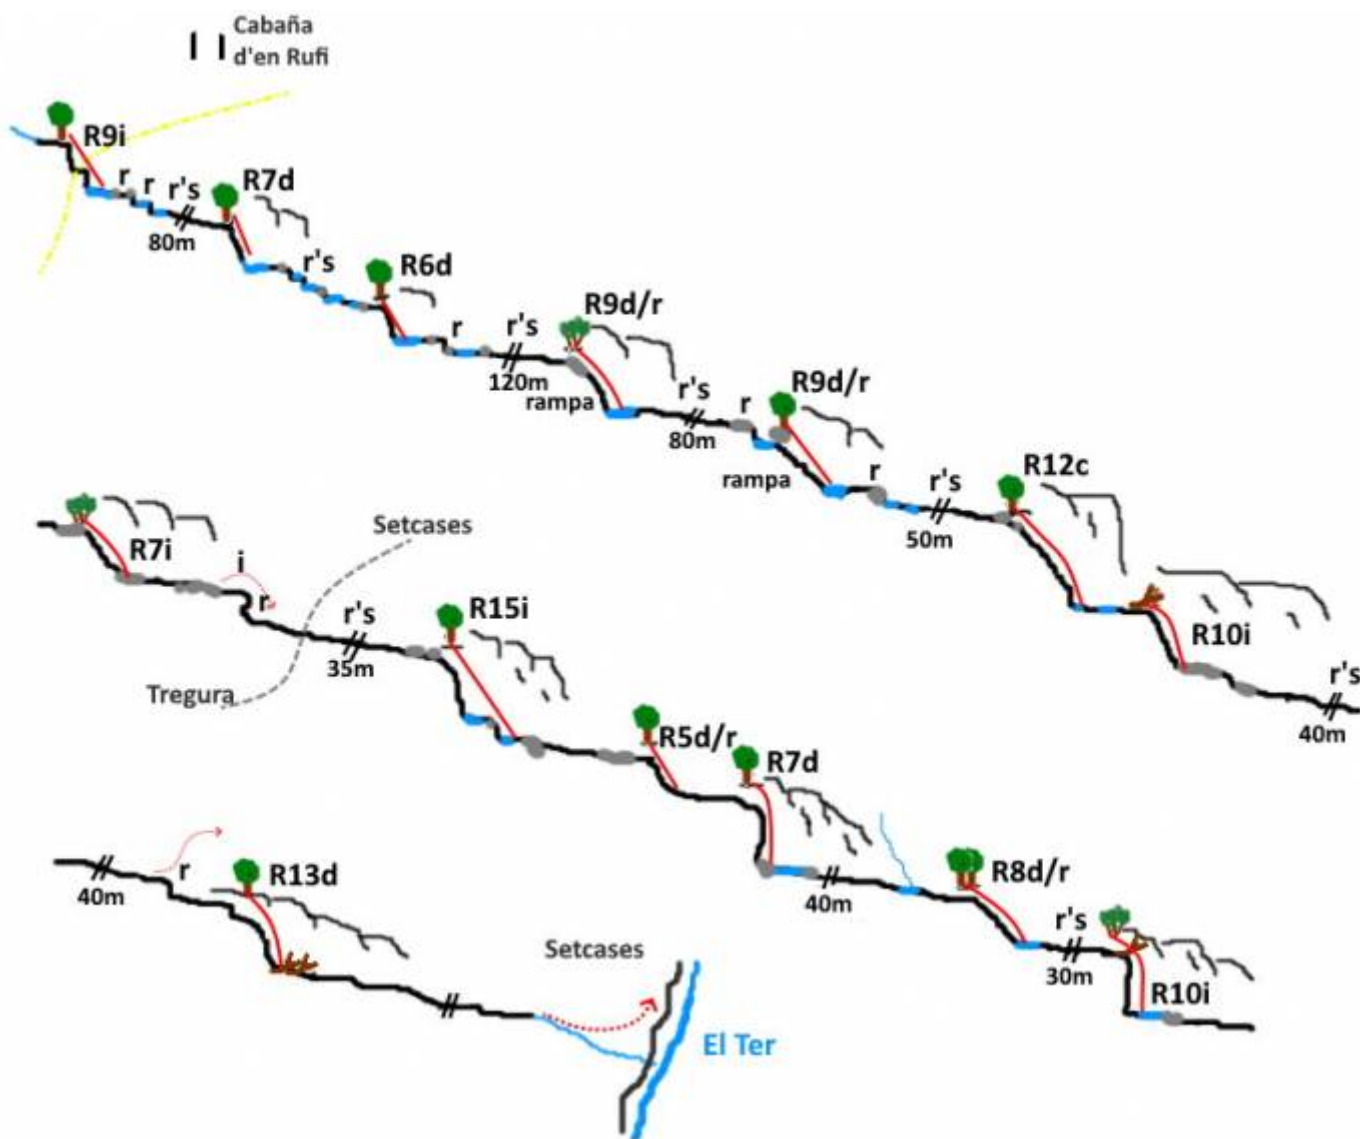 Cabaña
d'en Rufi
R9i
r
r
r's
80m
R7d
r's
R6d
r
r's
120m
R9d/r
rampa
r's
80m
r
R9d/r
rampa
r
r's
50m
R12c
R10i
r's
40m
R7i
i
r
Setcases
Tregura
r's
35m
R15i
R5d/r
R7d
40m
R8d/r
r's
30m
R10i
40m
r
R13d
Setcases
El Ter